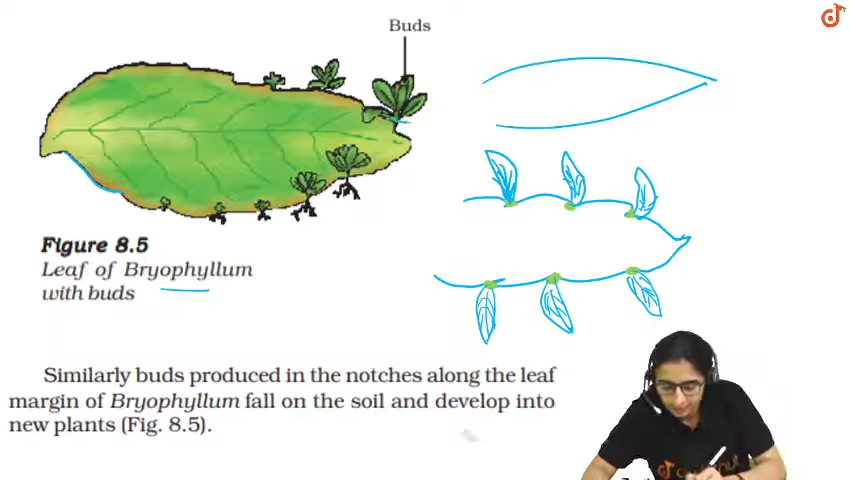 Buds
Figure 8.5
Leaf of Bryophyllum
with buds
Similarly buds produced in the notches along the leaf
margin of Bryophyllum fall on the soil and develop into
new plants (Fig. 8.5).